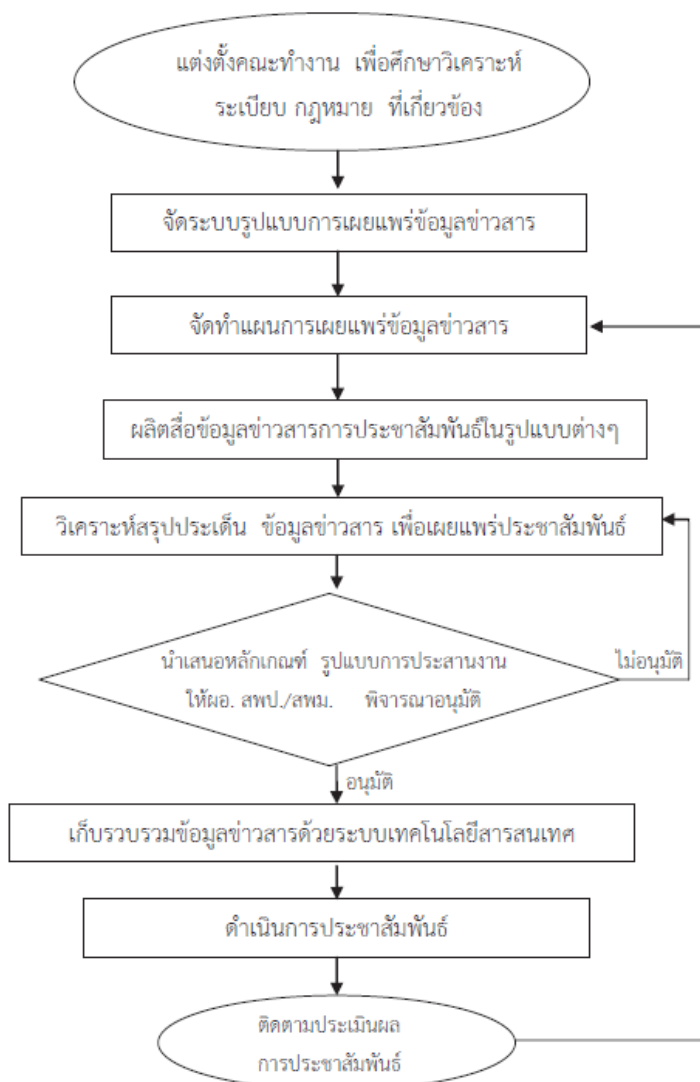 แต่งตั้งคณะทำงาน เพื่อศึกษาวิเคราะห์
ระเบียบ กฎหมาย ที่เกี่ยวข้อง
จัดระบบรูปแบบการเผยแพร่ข้อมูลข่าวสาร
จัดทำแผนการเผยแพร่ข้อมูลข่าวสาร
ผลิตสื่อข้อมูลข่าวสารการประชาสัมพันธ์ในรูปแบบต่างๆ
วิเคราะห์สรุปประเด็น ข้อมูลข่าวสาร เพื่อเผยแพร่ประชาสัมพันธ์
นำเสนอหลักเกณฑ์ รูปแบบการประสานงาน
ให้ผอ. สพป./สพม. พิจารณาอนุมัติ
ไม่อนุมัติ
อนุมัติ
เก็บรวบรวมข้อมูลข่าวสารด้วยระบบเทคโนโลยีสารสนเทศ
ดำเนินการประชาสัมพันธ์
ติดตามประเมินผล
การประชาสัมพันธ์